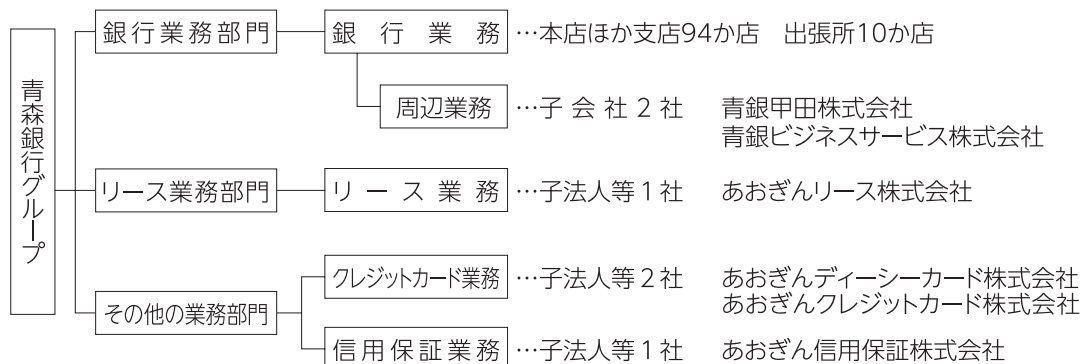 青森銀行グループ
銀行業務部門
銀行業務 …本店ほか支店94か店 出張所10か店
周辺業務 …子会社2社 青銀甲田株式会社
青銀ビジネスサービス株式会社
リース業務部門
リース業務 …子法人等1社 あおぎんリース株式会社
その他の業務部門
クレジットカード業務 …子法人等2社 あおぎんディーシーカード株式会社
あおぎんクレジットカード株式会社
信用保証業務 …子法人等1社 あおぎん信用保証株式会社